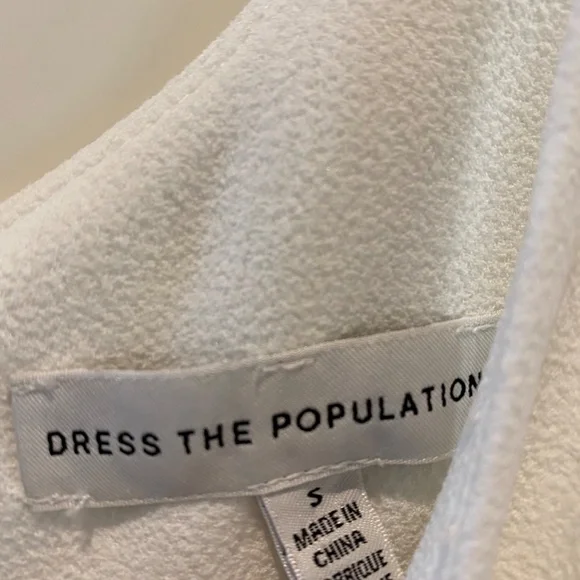 DRESS THE POPULATION
S
MADE IN
CHINA